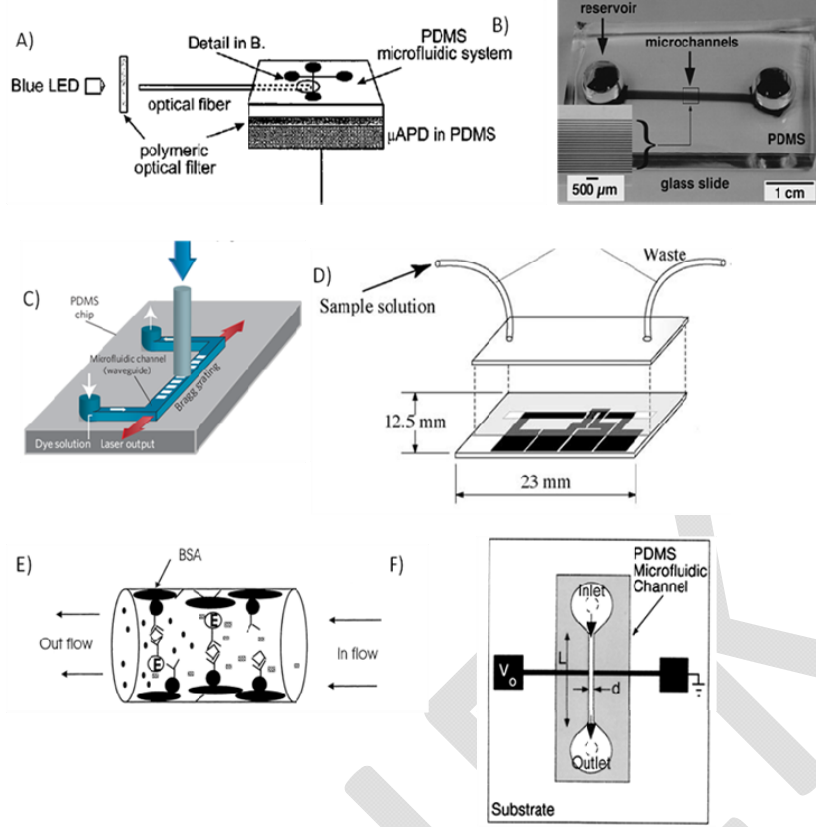 A)
Detail in B.
PDMS
microfluidic system
Blue LED
optical fiber
polymeric
optical filter
μAPD in PDMS
B)
reservoir
microchannels
PDMS
500 μm
glass slide
1 cm
C)
PDMS
chip
Microfluidic channel
(waveguide)
Bragg grating
Dye solution
Laser output
D)
Waste
Sample solution
12.5 mm
23 mm
E)
BSA
Out flow
E
E
In flow
F)
PDMS
Microfluidic
Channel
Inlet
L
Vo
d
Outlet
Substrate